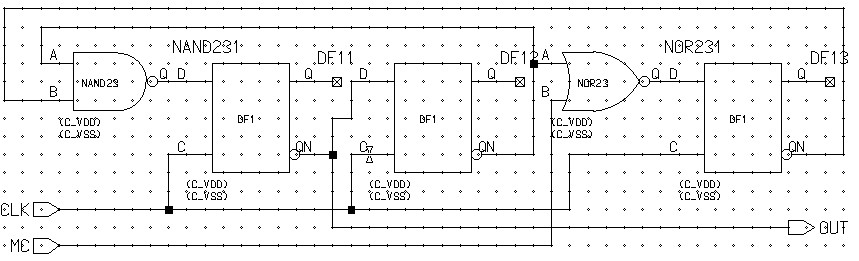 NAND231 NOR231
DF11 DF12 DF13
A Q D Q D Q A Q D Q
NAND23 NOR23
B B
DF1 DF1 DF1
(C_VDD) (C_VDD)
(C_VSS) (C_VSS)
C QN C QN C QN
(C_VDD) (C_VDD) (C_VDD)
(C_VSS) (C_VSS) (C_VSS)
CLK
OUT
MC